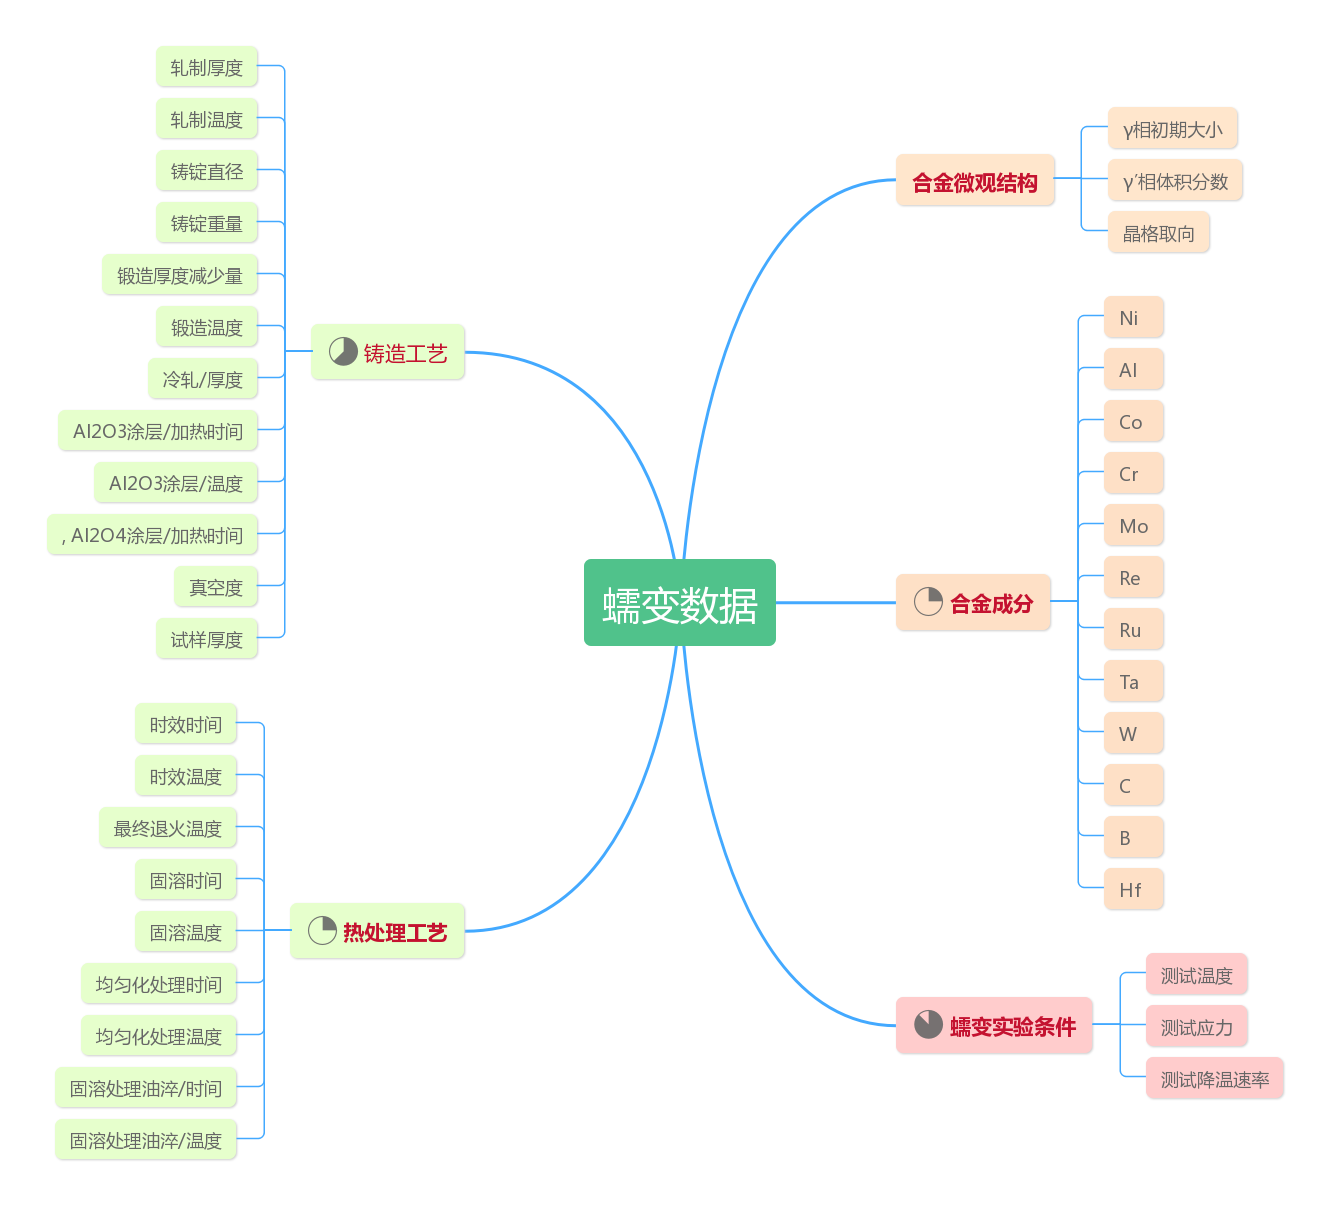 蠕变数据
铸造工艺
轧制厚度
轧制温度
铸锭直径
铸锭重量
锻造厚度减少量
锻造温度
冷轧/厚度
Al2O3涂层/加热时间
Al2O3涂层/温度
, Al2O4涂层/加热时间
真空度
试样厚度
热处理工艺
时效时间
时效温度
最终退火温度
固溶时间
固溶温度
均匀化处理时间
均匀化处理温度
固溶处理油淬/时间
固溶处理油淬/温度
合金微观结构
γ相初期大小
γ′相体积分数
晶格取向
合金成分
Ni
Al
Co
Cr
Mo
Re
Ru
Ta
W
C
B
Hf
蠕变实验条件
测试温度
测试应力
测试降温速率